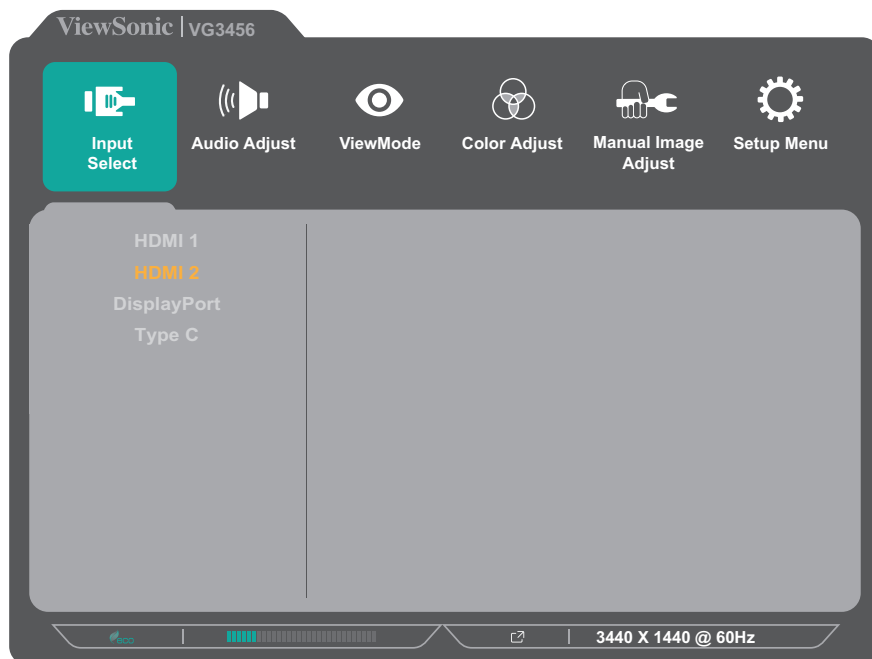 ViewSonic | VG3456
Input
Select
Audio Adjust
ViewMode
Color Adjust
Manual Image
Adjust
Setup Menu
HDMI 1
HDMI 2
DisplayPort
Type C
eco
3440 X 1440 @ 60Hz